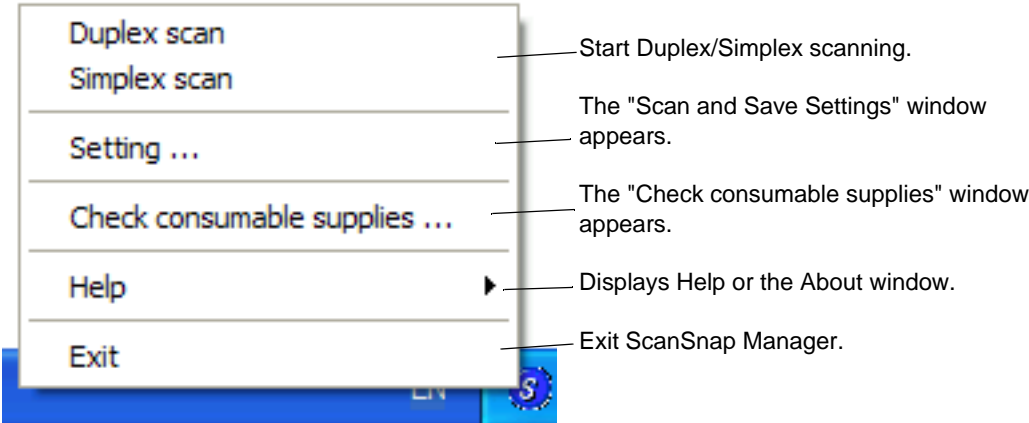 Duplex scan
Simplex scan
Start Duplex/Simplex scanning.
Setting ...
The "Scan and Save Settings" window
appears.
Check consumable supplies ...
The "Check consumable supplies" window
appears.
Help
Displays Help or the About window.
Exit
Exit ScanSnap Manager.
EN
S